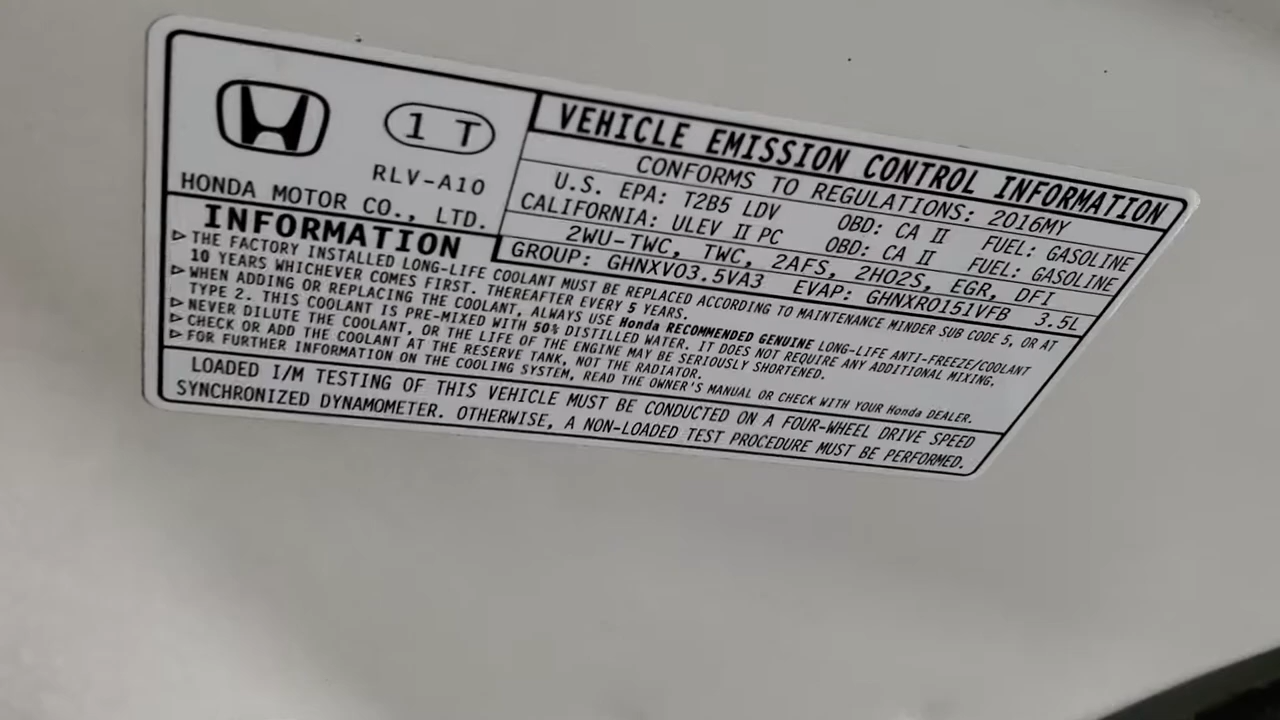 1 T
RLV-A10
HONDA MOTOR CO., LTD.
VEHICLE EMISSION CONTROL INFORMATION
CONFORMS TO REGULATIONS: 2016MY
U.S. EPA: T2B5 LDV OBD: CA II FUEL: GASOLINE
CALIFORNIA: ULEV II PC OBD: CA II FUEL: GASOLINE
2WU-TWC, TWC, 2AFS, 2HO2S, EGR, DFI
GROUP: GHNXV03.5VA3 EVAP: GHNXR0151VFB 3.5L
INFORMATION
▷ THE FACTORY INSTALLED LONG-LIFE COOLANT MUST BE REPLACED ACCORDING TO MAINTENANCE MINDER SUB CODE 5, OR AT
10 YEARS WHICHEVER COMES FIRST. THEREAFTER EVERY 5 YEARS.
▷ WHEN ADDING OR REPLACING THE COOLANT, ALWAYS USE Honda RECOMMENDED GENUINE LONG-LIFE ANTI-FREEZE/COOLANT
TYPE 2. THIS COOLANT IS PRE-MIXED WITH 50% DISTILLED WATER. IT DOES NOT REQUIRE ANY ADDITIONAL MIXING.
▷ NEVER DILUTE THE COOLANT, OR THE LIFE OF THE ENGINE MAY BE SERIOUSLY SHORTENED.
▷ CHECK OR ADD THE COOLANT AT THE RESERVE TANK, NOT THE RADIATOR.
▷ FOR FURTHER INFORMATION ON THE COOLING SYSTEM, READ THE OWNER'S MANUAL OR CHECK WITH YOUR Honda DEALER.
LOADED I/M TESTING OF THIS VEHICLE MUST BE CONDUCTED ON A FOUR-WHEEL DRIVE SPEED
SYNCHRONIZED DYNAMOMETER. OTHERWISE, A NON-LOADED TEST PROCEDURE MUST BE PERFORMED.